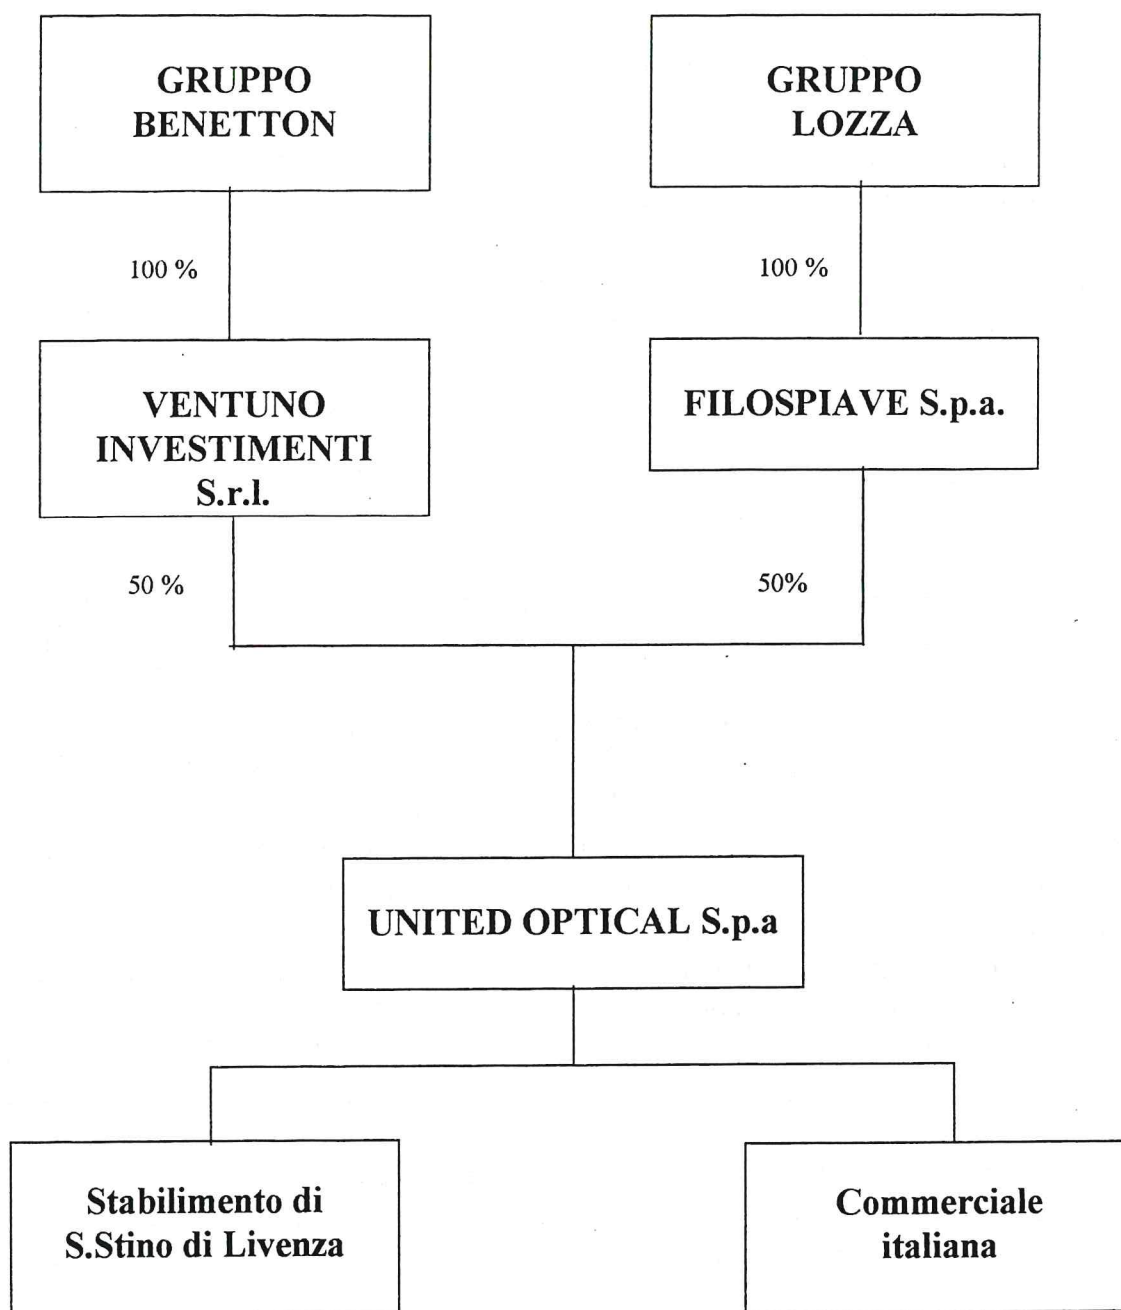 GRUPPO
BENETTON
GRUPPO
LOZZA
100 %
100 %
VENTUNO
INVESTIMENTI
S.r.l.
FILOSPIAVE S.p.a.
50 %
50%
UNITED OPTICAL S.p.a
Stabilimento di
S.Stino di Livenza
Commerciale
italiana